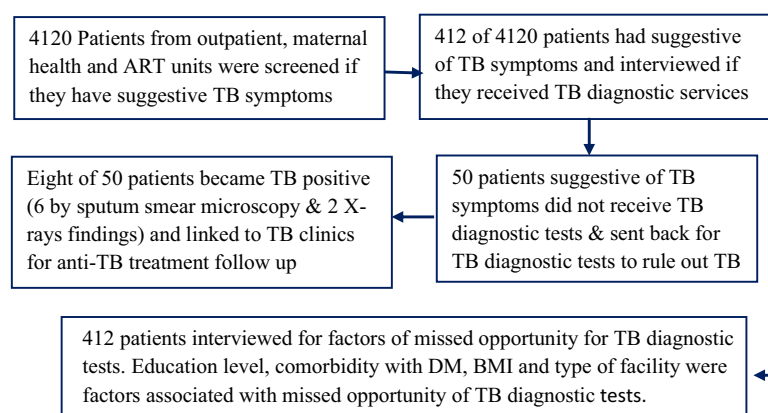 4120 Patients from outpatient, maternal
health and ART units were screened if
they have suggestive TB symptoms
412 of 4120 patients had suggestive
of TB symptoms and interviewed if
they received TB diagnostic services
Eight of 50 patients became TB positive
(6 by sputum smear microscopy & 2 X-
rays findings) and linked to TB clinics
for anti-TB treatment follow up
50 patients suggestive of TB
symptoms did not receive TB
diagnostic tests & sent back for
TB diagnostic tests to rule out TB
412 patients interviewed for factors of missed opportunity for TB diagnostic
tests. Education level, comorbidity with DM, BMI and type of facility were
factors associated with missed opportunity of TB diagnostic tests.